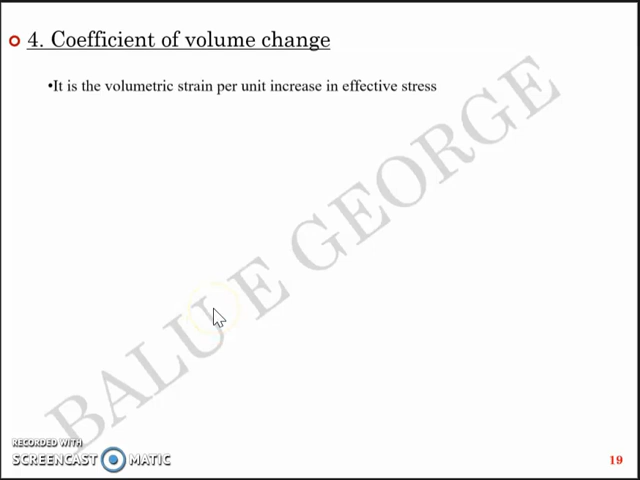 4. Coefficient of volume change
•It is the volumetric strain per unit increase in effective stress
BALU E GEORGE
RECORDED WITH
SCREENCAST MATIC
19